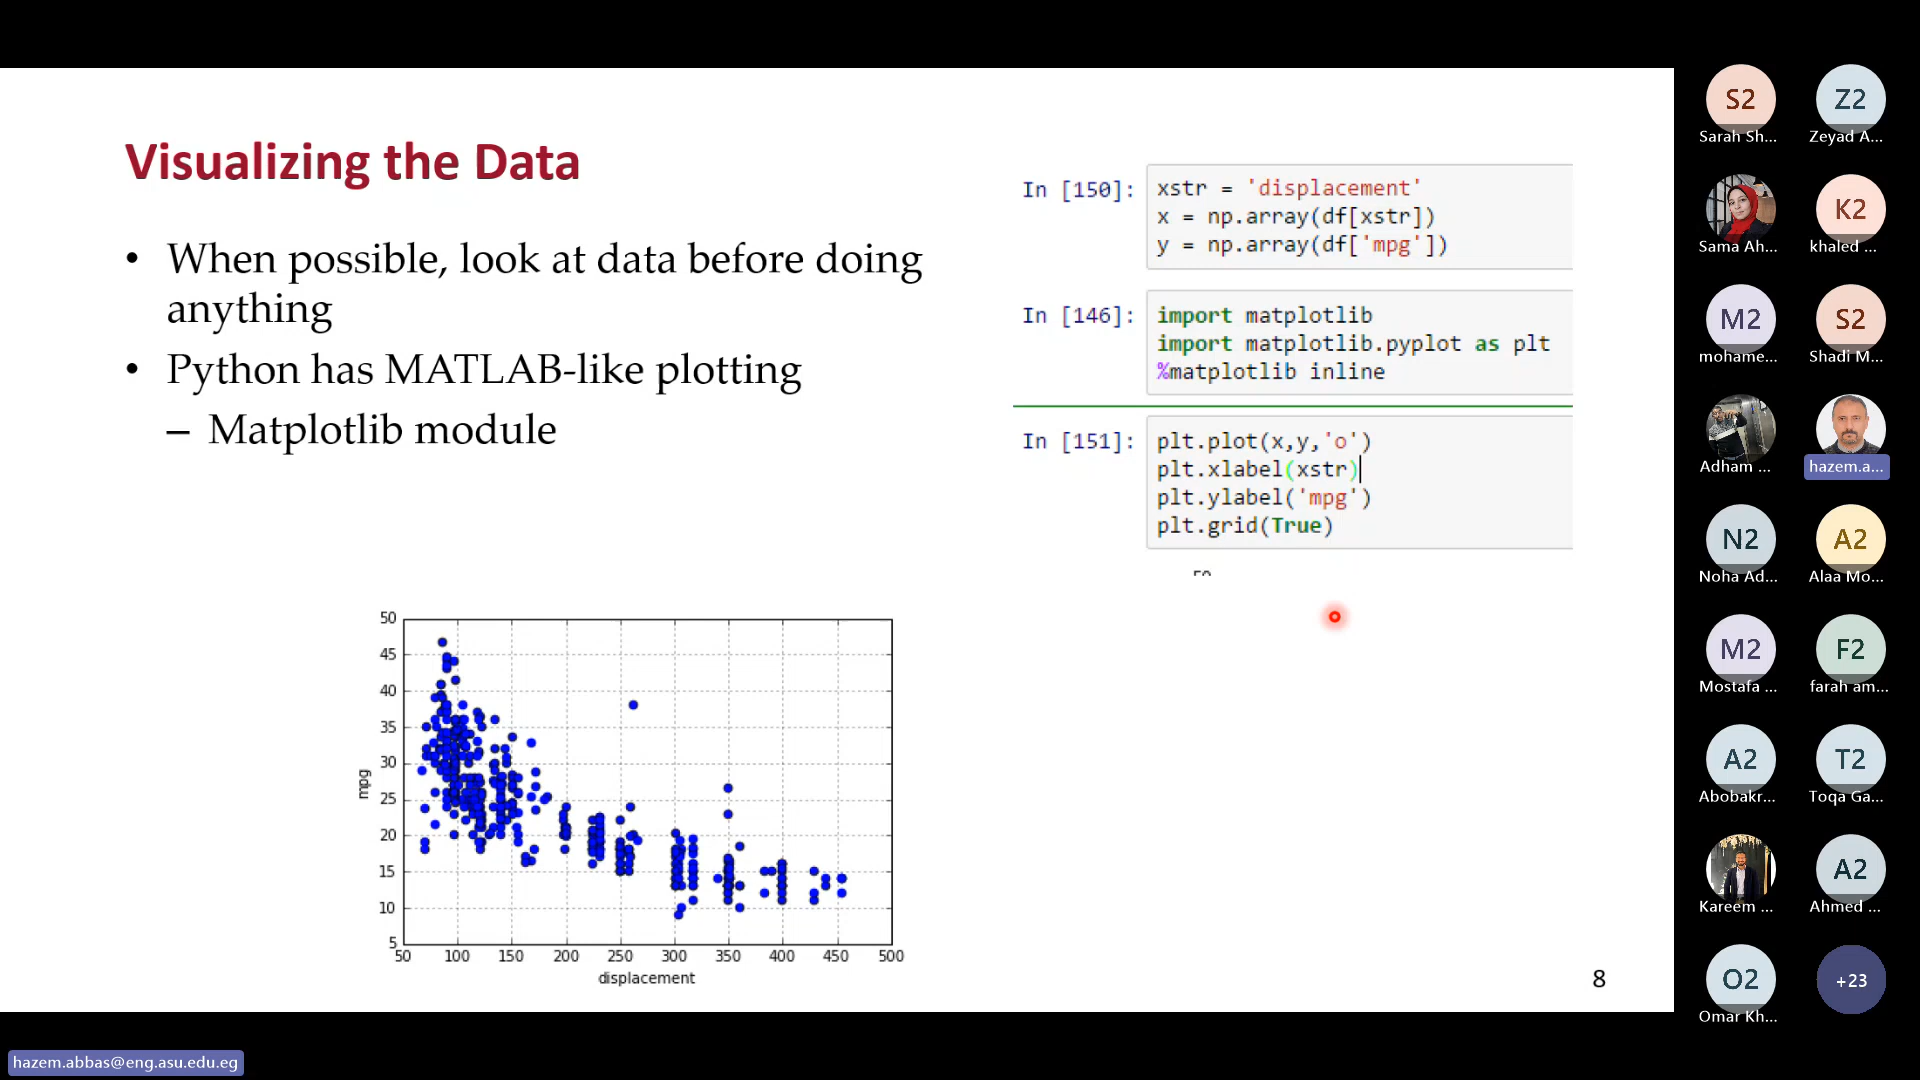 Visualizing the Data
• When possible, look at data before doing
anything
• Python has MATLAB-like plotting
– Matplotlib module
In [150]: xstr = 'displacement'
x = np.array(df[xstr])
y = np.array(df['mpg'])
In [146]: import matplotlib
import matplotlib.pyplot as plt
%matplotlib inline
In [151]: plt.plot(x,y,'o')
plt.xlabel(xstr)
plt.ylabel('mpg')
plt.grid(True)
50
45
40
35
30
25
20
15
10
5
mpg
50 100 150 200 250 300 350 400 450 500
displacement
8
S2 Z2
Sarah Sh... Zeyad A...
K2
Sama Ah... khaled ...
M2 S2
mohame... Shadi M...
Adham ... hazem.a...
N2 A2
Noha Ad... Alaa Mo...
M2 F2
Mostafa ... farah am...
A2 T2
Abobakr... Toqa Ga...
A2
Kareem ... Ahmed ...
O2 +23
Omar Kh...
hazem.abbas@eng.asu.edu.eg